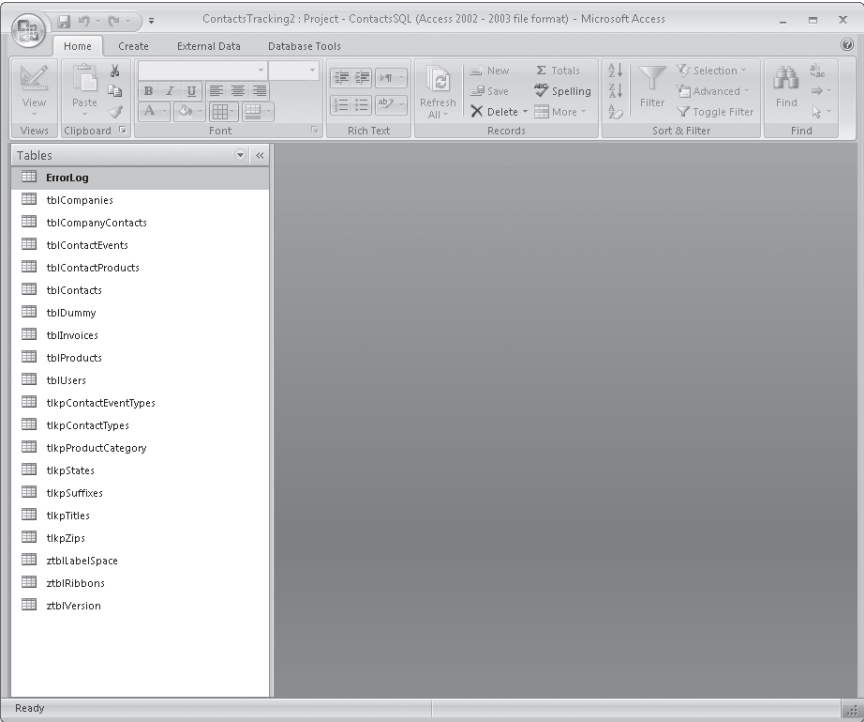 ContactsTracking2 : Project - ContactsSQL (Access 2002 - 2003 file format) - Microsoft Access
Home Create External Data Database Tools
View
Views
Paste
Clipboard
B I U
A
Font
Rich Text
Refresh All
New
Save
Delete
Totals
Spelling
More
Records
Filter
Selection
Advanced
Toggle Filter
Sort & Filter
Find
Find
Tables
ErrorLog
tblCompanies
tblCompanyContacts
tblContactEvents
tblContactProducts
tblContacts
tblDummy
tblInvoices
tblProducts
tblUsers
tlkpContactEventTypes
tlkpContactTypes
tlkpProductCategory
tlkpStates
tlkpSuffixes
tlkpTitles
tlkpZips
ztblLabelSpace
ztblRibbons
ztblVersion
Ready